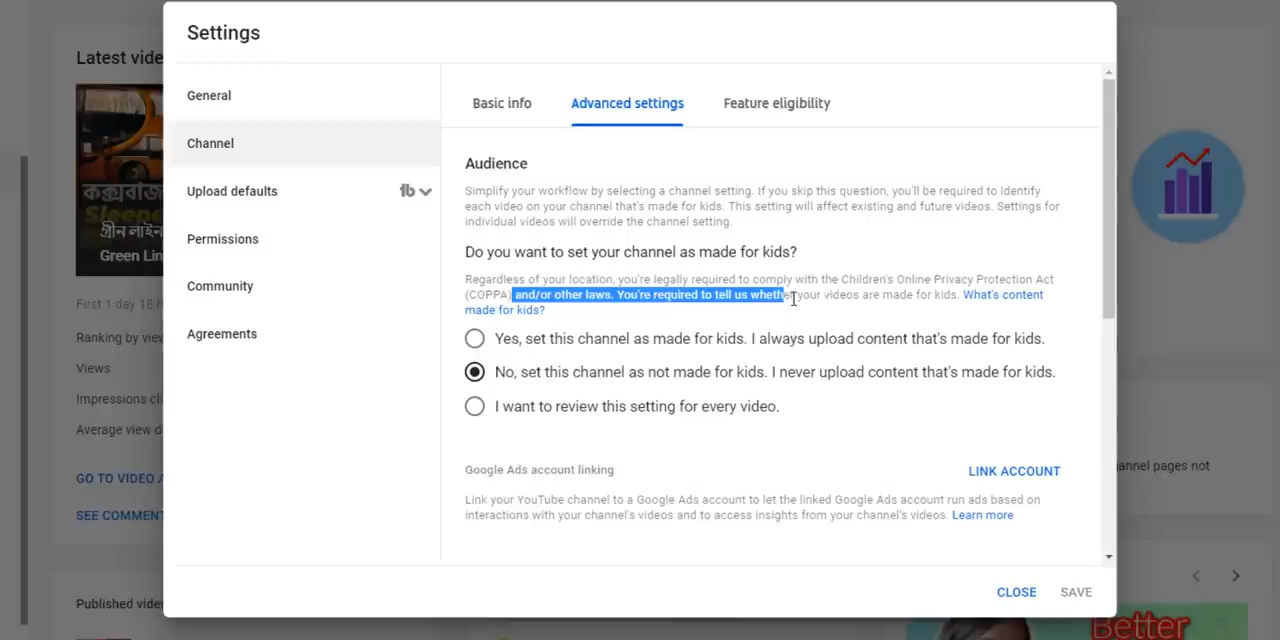 Settings
Latest vide
General
Channel
Upload defaults
Permissions
Community
Agreements
Basic info
Advanced settings
Feature eligibility
Audience
Simplify your workflow by selecting a channel setting. If you skip this question, you'll be required to identify
each video on your channel that's made for kids. This setting will affect existing and future videos. Settings for
individual videos will override the channel setting.
Do you want to set your channel as made for kids?
Regardless of your location, you're legally required to comply with the Children's Online Privacy Protection Act
(COPPA) and/or other laws. You're required to tell us whether your videos are made for kids. What's content
made for kids?
Yes, set this channel as made for kids. I always upload content that's made for kids.
No, set this channel as not made for kids. I never upload content that's made for kids.
I want to review this setting for every video.
Google Ads account linking
LINK ACCOUNT
Link your YouTube channel to a Google Ads account to let the linked Google Ads account run ads based on
interactions with your channel's videos and to access insights from your channel's videos. Learn more
CLOSE
SAVE
কক্সবাজ
Sleepe
গ্রীন লাইন
Green Lin
First 1 day
Ranking by view
Views
Impressions cli
Average view d
GO TO VIDEO A
SEE COMMENT
Published video
annel pages not
Better